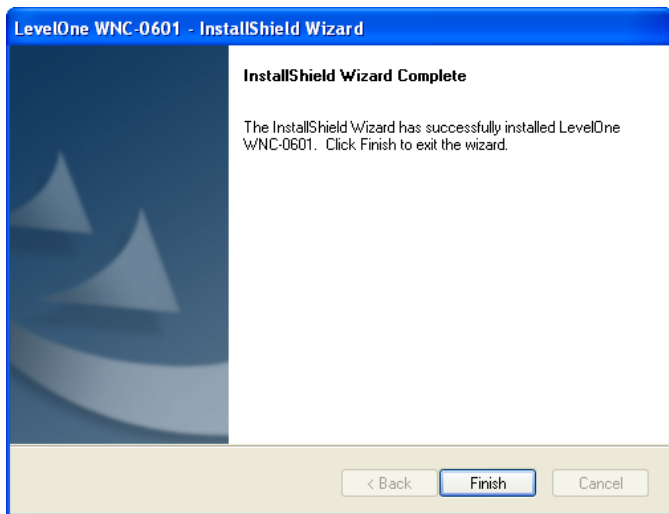 LevelOne WNC-0601 - InstallShield Wizard
InstallShield Wizard Complete
The InstallShield Wizard has successfully installed LevelOne
WNC-0601. Click Finish to exit the wizard.
< Back
Finish
Cancel